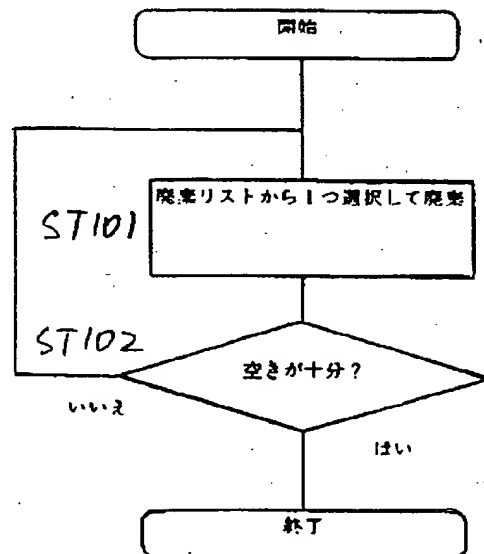 開始
廃棄リストから1つ選択して廃棄
ST101
ST102
空きが十分?
いいえ
はい
終了